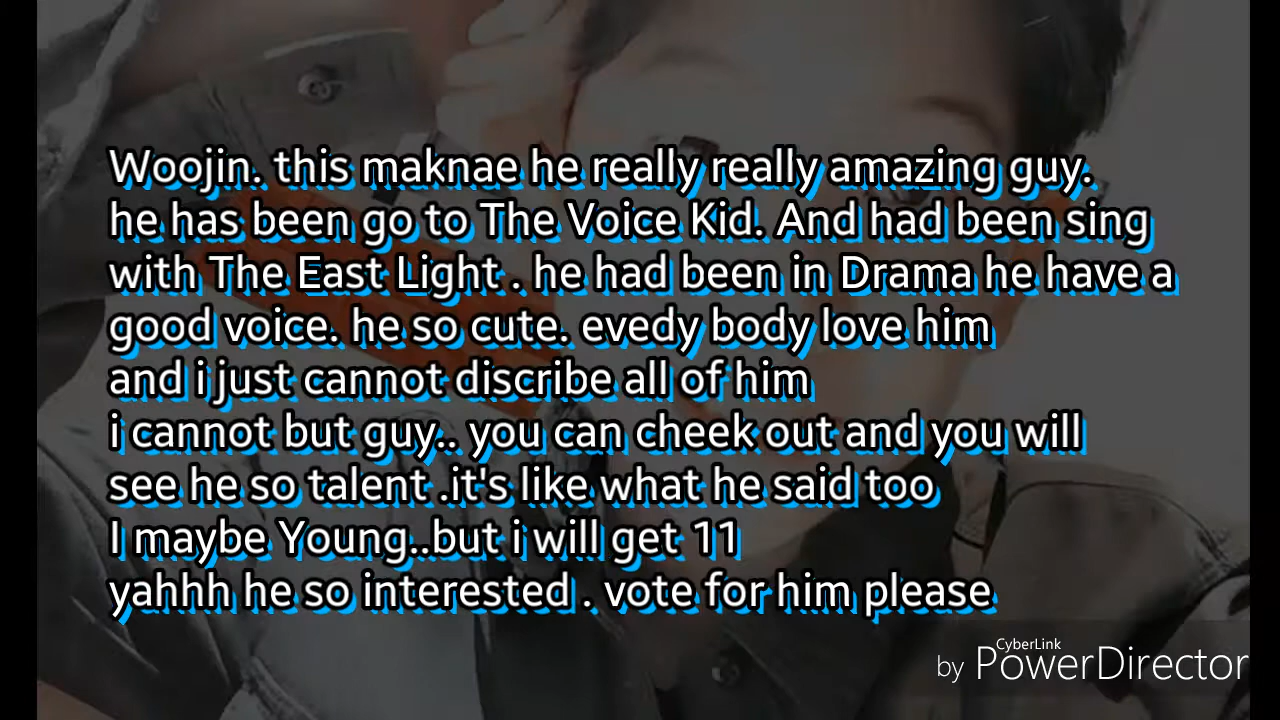 Woojin. this maknae he really really amazing guy.
he has been go to The Voice Kid. And had been sing
with The East Light . he had been in Drama he have a
good voice. he so cute. evedy body love him
and i just cannot discribe all of him
i cannot but guy.. you can cheek out and you will
see he so talent .it's like what he said too
I maybe Young..but i will get 11
yahhh he so interested . vote for him please
CyberLink
by PowerDirector